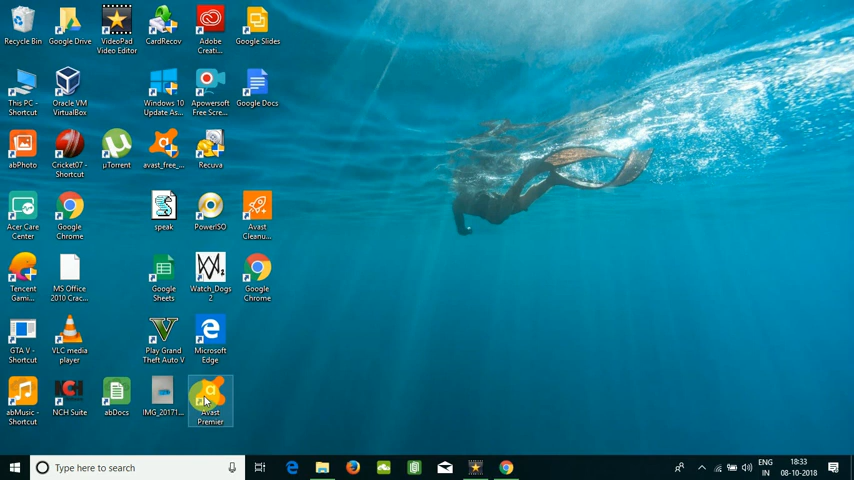 Recycle Bin
Google Drive
VideoPad
Video Editor
CardRecov
Adobe
Creati...
Google Slides
This PC -
Shortcut
Oracle VM
VirtualBox
Windows 10
Update As...
Apowersoft
Free Scre...
Google Docs
abPhoto
Cricket07 -
Shortcut
µTorrent
avast_free_...
Recuva
Acer Care
Center
Google
Chrome
speak
PowerISO
Avast
Cleanu...
Tencent
Gami...
MS Office
2010 Crac...
Google
Sheets
Watch_Dogs
2
Google
Chrome
GTA V -
Shortcut
VLC media
player
Play Grand
Theft Auto V
Microsoft
Edge
abMusic -
Shortcut
NCH
NCH Suite
abDocs
IMG_20171...
Avast
Premier
Type here to search
ENG
IN
18:33
08-10-2018